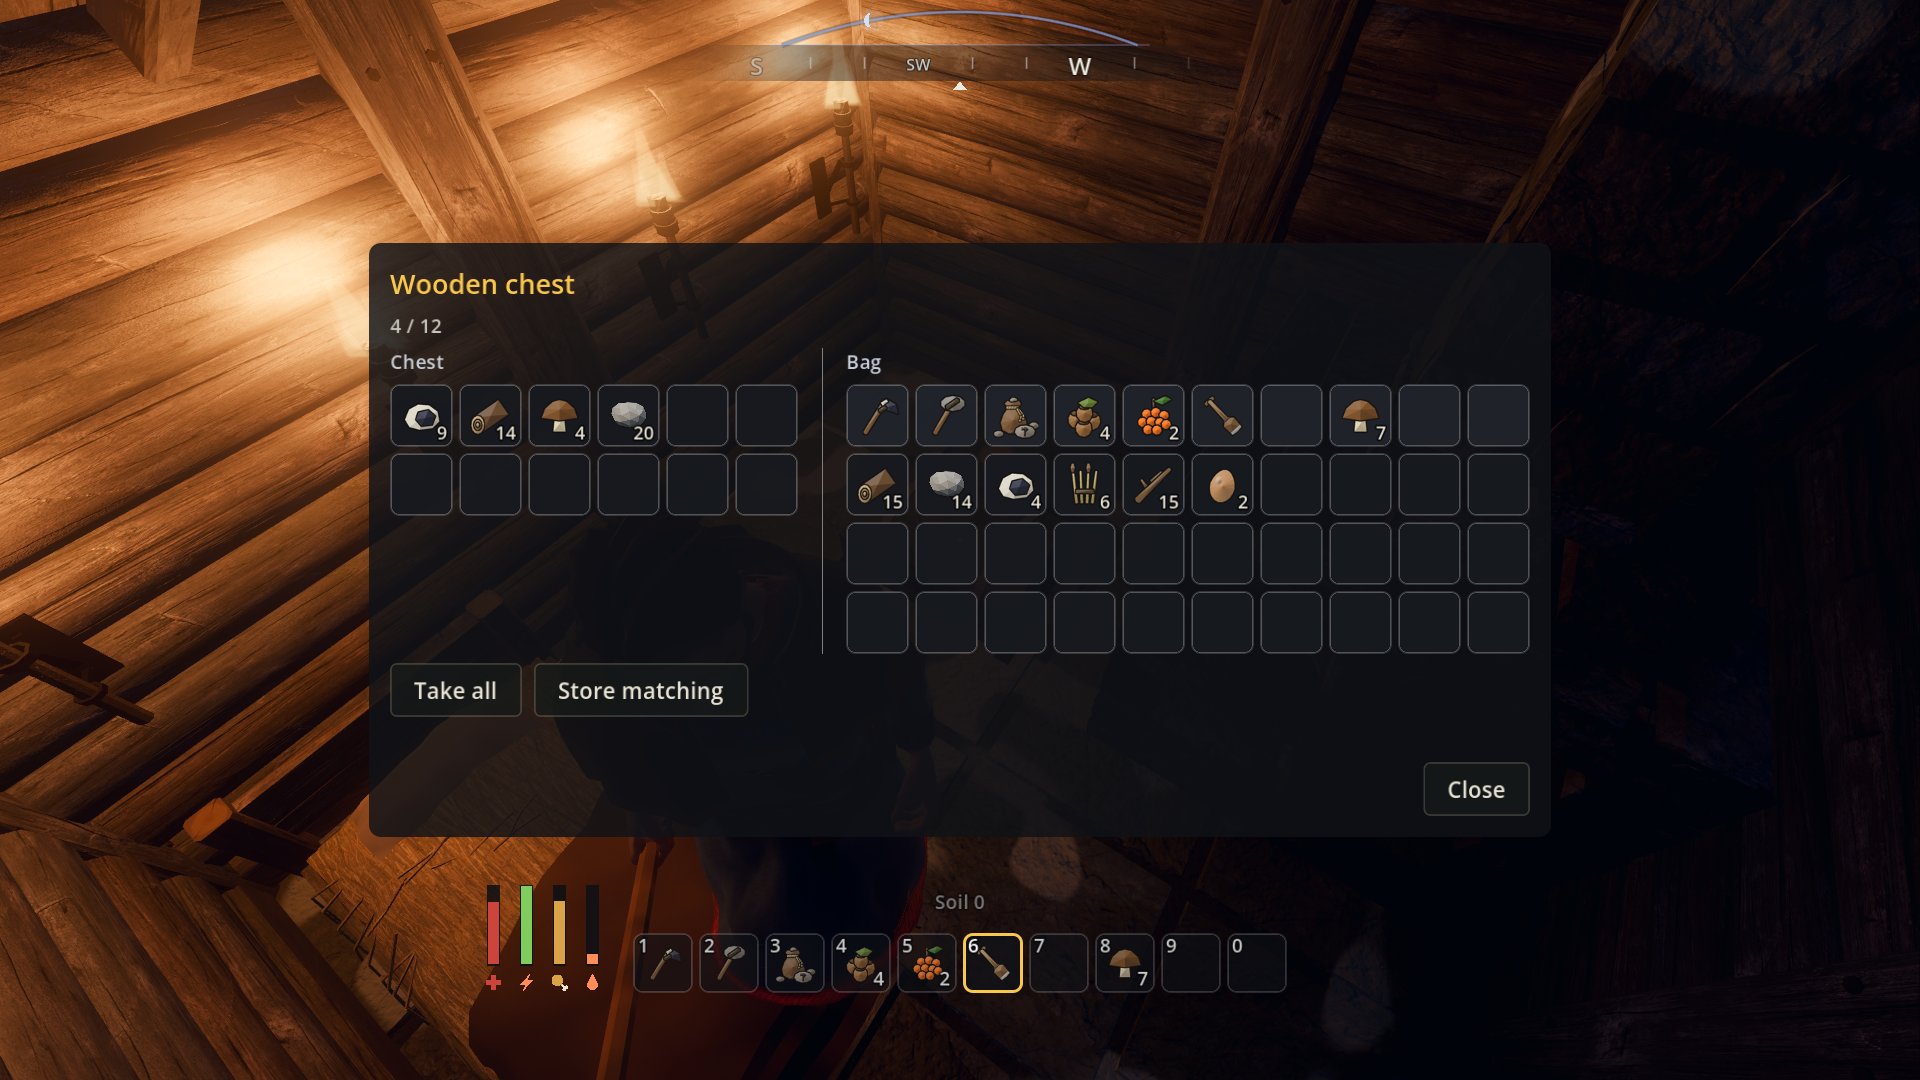 S SW W
Wooden chest
4 / 12
Chest
Bag
9 14 4 20
4 2 7
15 14 4 6 15 2
Take all
Store matching
Close
Soil 0
1 2 3 4 5 6 7 8 9 0
4 2 7